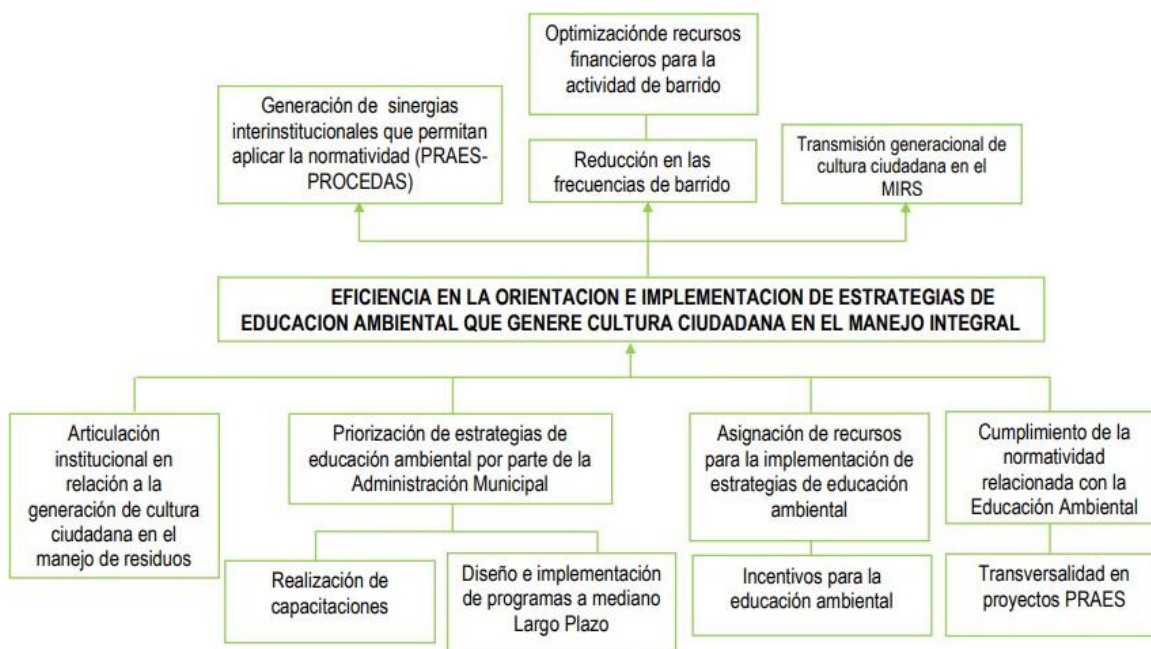 Optimizaciónde recursos
financieros para la
actividad de barrido
Generación de sinergias
interinstitucionales que permitan
aplicar la normatividad (PRAES-
PROCEDAS)
Reducción en las
frecuencias de barrido
Transmisión generacional de
cultura ciudadana en el
MIRS
EFICIENCIA EN LA ORIENTACION E IMPLEMENTACION DE ESTRATEGIAS DE
EDUCACION AMBIENTAL QUE GENERE CULTURA CIUDADANA EN EL MANEJO INTEGRAL
Articulación
institucional en
relación a la
generación de cultura
ciudadana en el
manejo de residuos
Priorización de estrategias de
educación ambiental por parte de la
Administración Municipal
Asignación de recursos
para la implementación de
estrategias de educación
ambiental
Cumplimiento de la
normatividad
relacionada con la
Educación Ambiental
Realización de
capacitaciones
Diseño e implementación
de programas a mediano
Largo Plazo
Incentivos para la
educación ambiental
Transversalidad en
proyectos PRAES